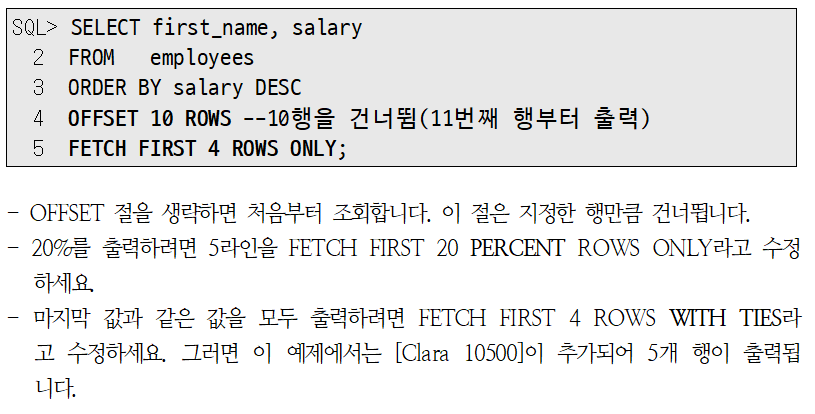 SQL> SELECT first_name, salary
2 FROM employees
3 ORDER BY salary DESC
4 OFFSET 10 ROWS --10행을 건너뜀(11번째 행부터 출력)
5 FETCH FIRST 4 ROWS ONLY;
- OFFSET 절을 생략하면 처음부터 조회합니다. 이 절은 지정한 행만큼 건너뜁니다.
- 20%를 출력하려면 5라인을 FETCH FIRST 20 PERCENT ROWS ONLY라고 수정
하세요.
- 마지막 값과 같은 값을 모두 출력하려면 FETCH FIRST 4 ROWS WITH TIES라
고 수정하세요. 그러면 이 예제에서는 [Clara 10500]이 추가되어 5개 행이 출력됩
니다.